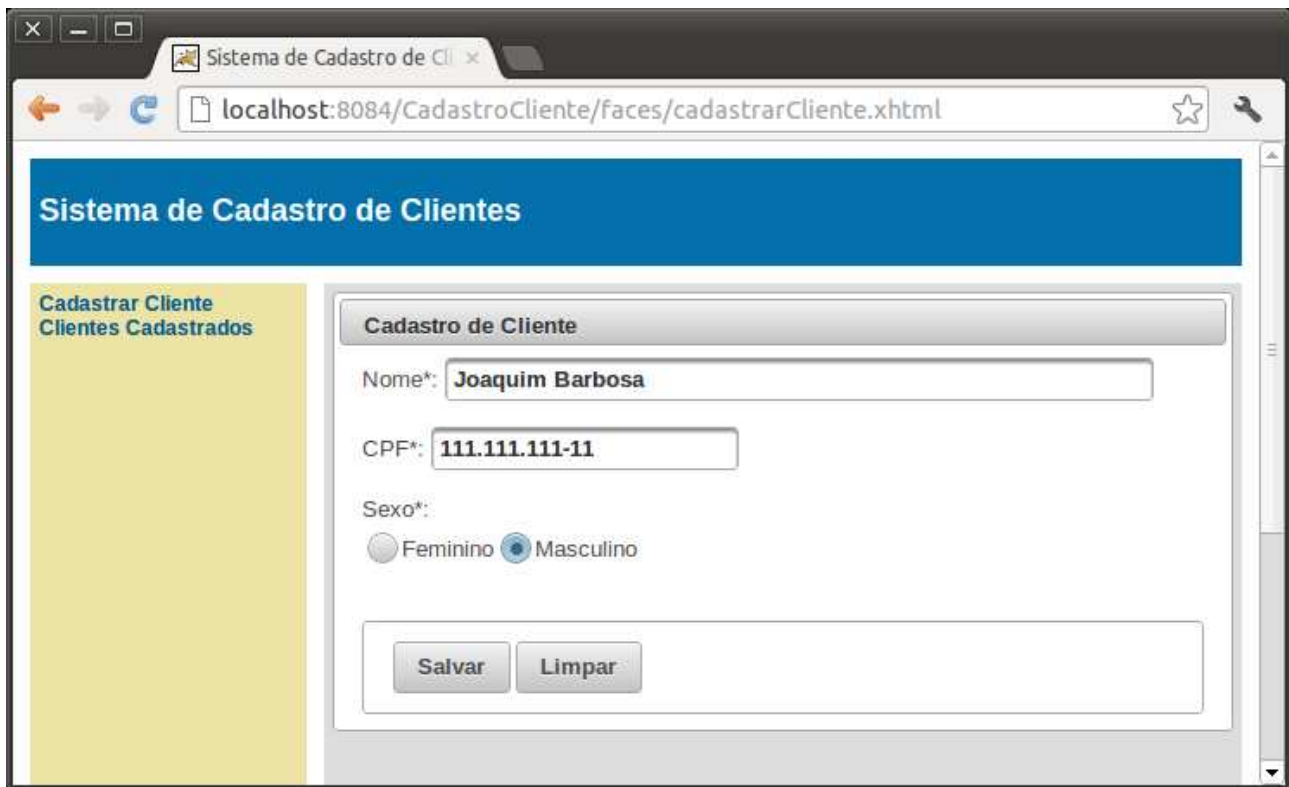 Sistema de Cadastro de Cli
localhost:8084/CadastroCliente/faces/cadastrarCliente.xhtml
Sistema de Cadastro de Clientes
Cadastrar Cliente
Clientes Cadastrados
Cadastro de Cliente
Nome*: Joaquim Barbosa
CPF*: 111.111.111-11
Sexo*:
Feminino Masculino
Salvar Limpar